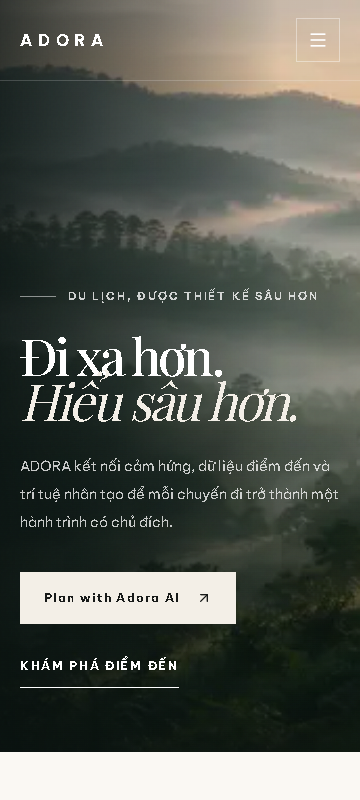 ADORA
DU LỊCH, ĐƯỢC THIẾT KẾ SÂU HƠN
Đi xa hơn.
Hiểu sâu hơn.
ADORA kết nối cảm hứng, dữ liệu điểm đến và
trí tuệ nhân tạo để mỗi chuyến đi trở thành một
hành trình có chủ đích.
Plan with Adora AI
KHÁM PHÁ ĐIỂM ĐẾN